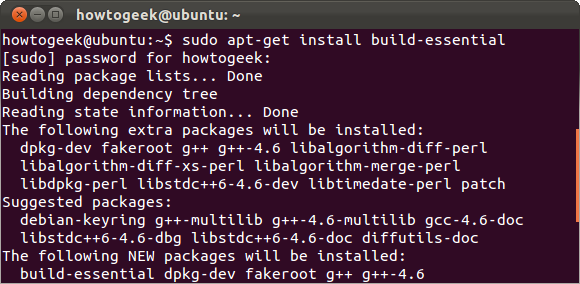 howtogeek@ubuntu: ~
howtogeek@ubuntu:~$ sudo apt-get install build-essential
[sudo] password for howtogeek:
Reading package lists... Done
Building dependency tree
Reading state information... Done
The following extra packages will be installed:
  dpkg-dev fakeroot g++ g++-4.6 libalgorithm-diff-perl
  libalgorithm-diff-xs-perl libalgorithm-merge-perl
  libdpkg-perl libstdc++6-4.6-dev libtimedate-perl patch
Suggested packages:
  debian-keyring g++-multilib g++-4.6-multilib gcc-4.6-doc
  libstdc++6-4.6-dbg libstdc++6-4.6-doc diffutils-doc
The following NEW packages will be installed:
  build-essential dpkg-dev fakeroot g++ g++-4.6